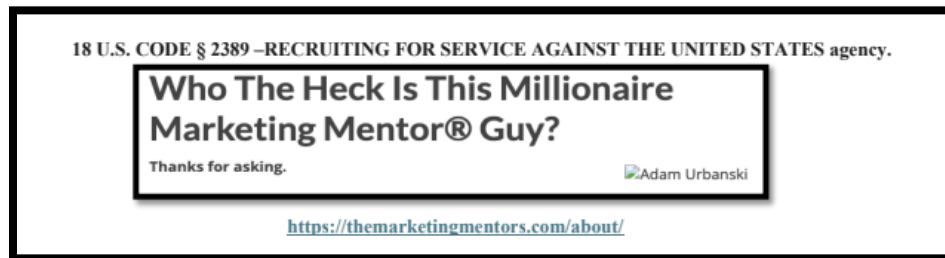 18 U.S. CODE § 2389 –RECRUITING FOR SERVICE AGAINST THE UNITED STATES agency.
Who The Heck Is This Millionaire
Marketing Mentor® Guy?
Thanks for asking.
Adam Urbanski
https://themarketingmentors.com/about/